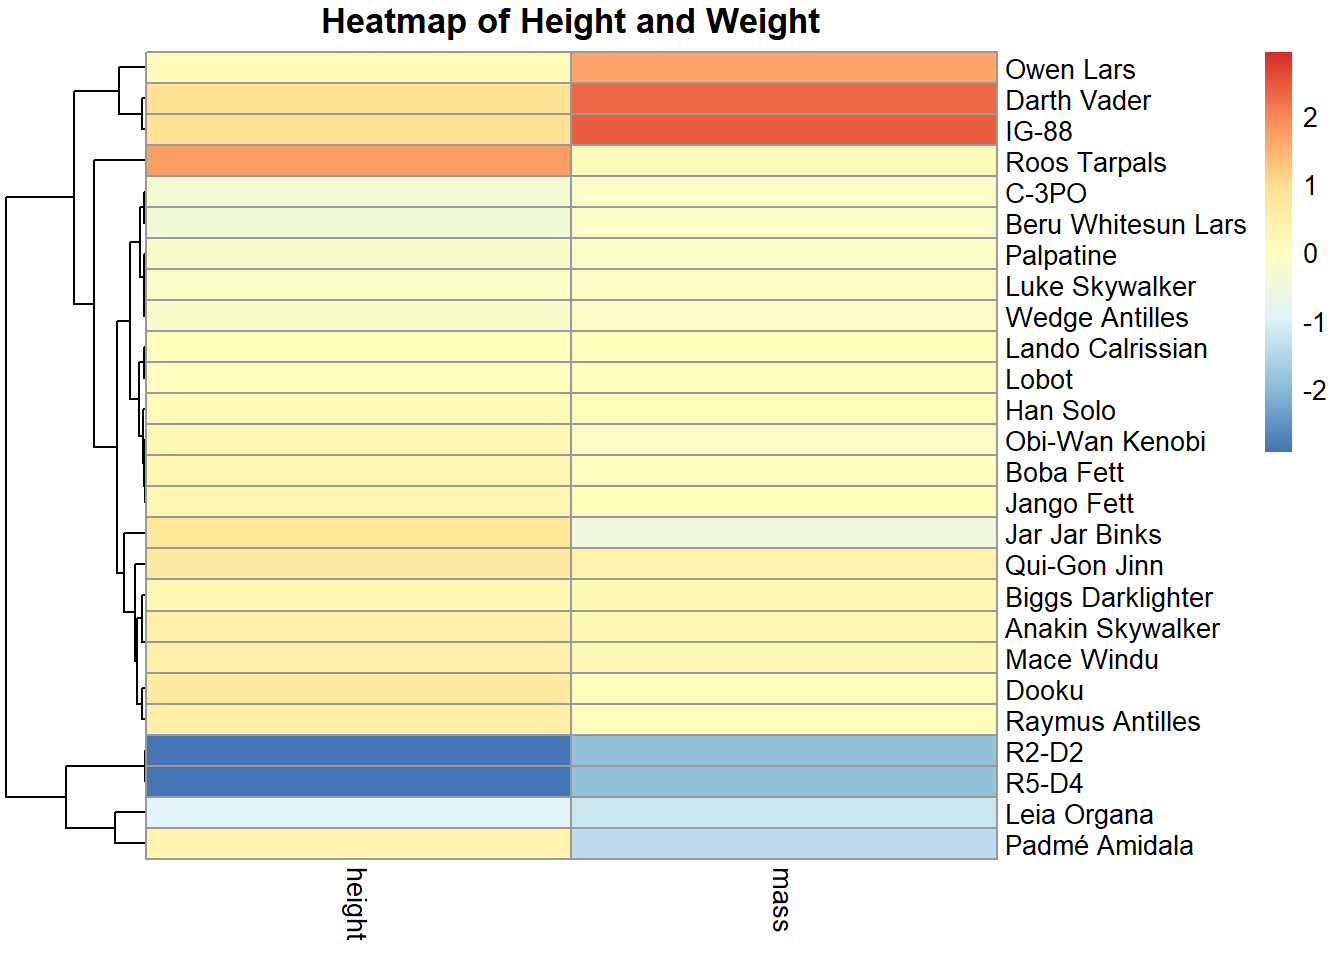 Heatmap of Height and Weight
Owen Lars
Darth Vader
IG-88
Roos Tarpals
C-3PO
Beru Whitesun Lars
Palpatine
Luke Skywalker
Wedge Antilles
Lando Calrissian
Lobot
Han Solo
Obi-Wan Kenobi
Boba Fett
Jango Fett
Jar Jar Binks
Qui-Gon Jinn
Biggs Darklighter
Anakin Skywalker
Mace Windu
Dooku
Raymus Antilles
R2-D2
R5-D4
Leia Organa
Padmé Amidala
2
1
0
-1
-2
height
mass